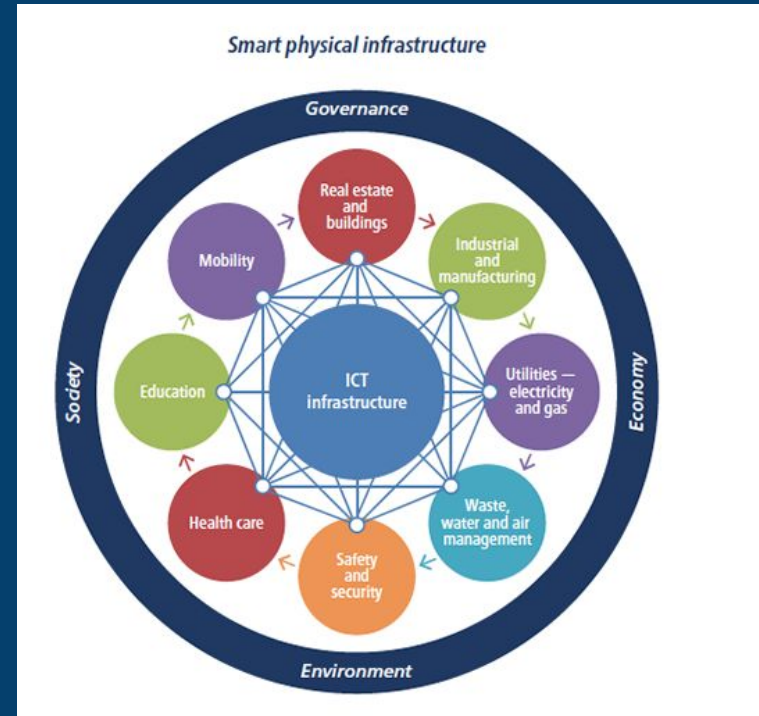 Smart physical infrastructure
Governance
Real estate
and
buildings
Industrial
and
manufacturing
Mobility
Society
Education
ICT
infrastructure
Utilities —
electricity
and gas
Economy
Health care
Waste,
water and air
management
Safety
and
security
Environment